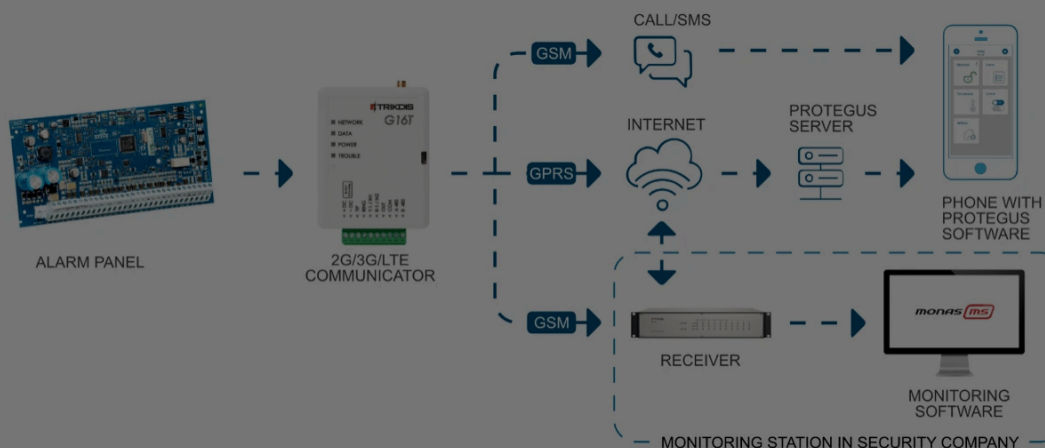 CALL/SMS
GSM
TRIKDIS
G16T
NETWORK
DATA
POWER
TROUBLE
INTERNET
PROTEGUS
SERVER
GPRS
ALARM PANEL
2G/3G/LTE
COMMUNICATOR
PHONE WITH
PROTEGUS
SOFTWARE
GSM
MONAS MS
RECEIVER
MONITORING
SOFTWARE
MONITORING STATION IN SECURITY COMPANY